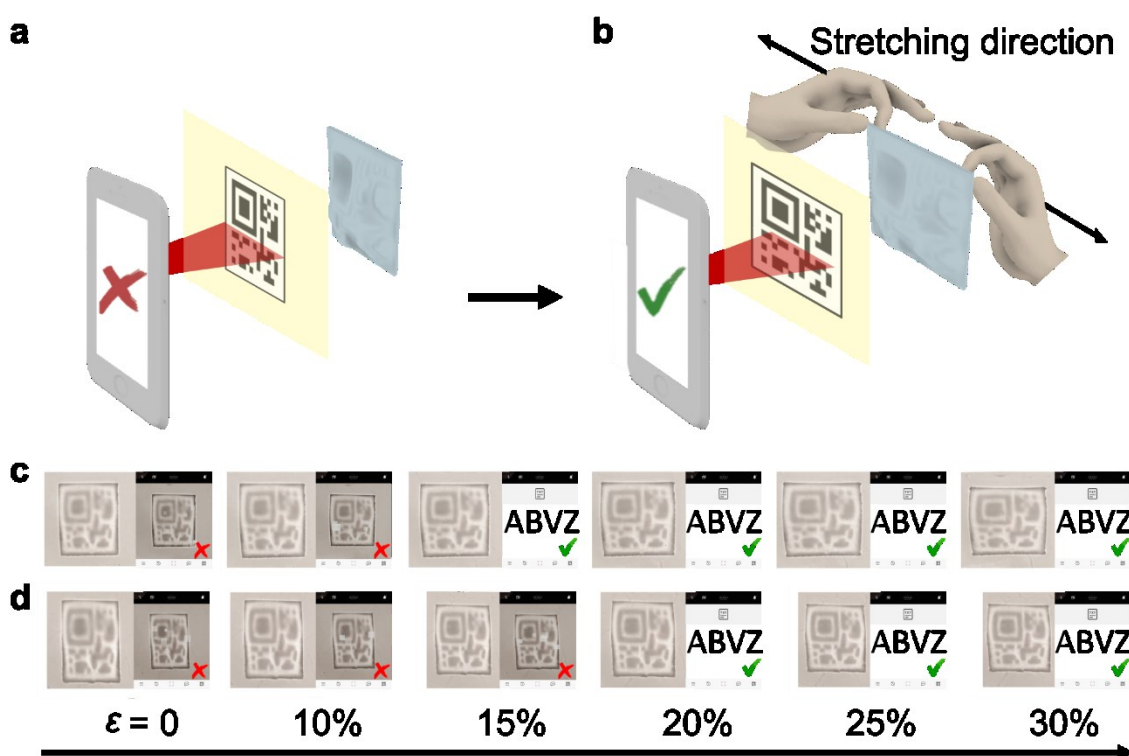 a
b
Stretching direction
c
ABVZ
ABVZ
ABVZ
ABVZ
d
ABVZ
ABVZ
ABVZ
ε = 0
10%
15%
20%
25%
30%